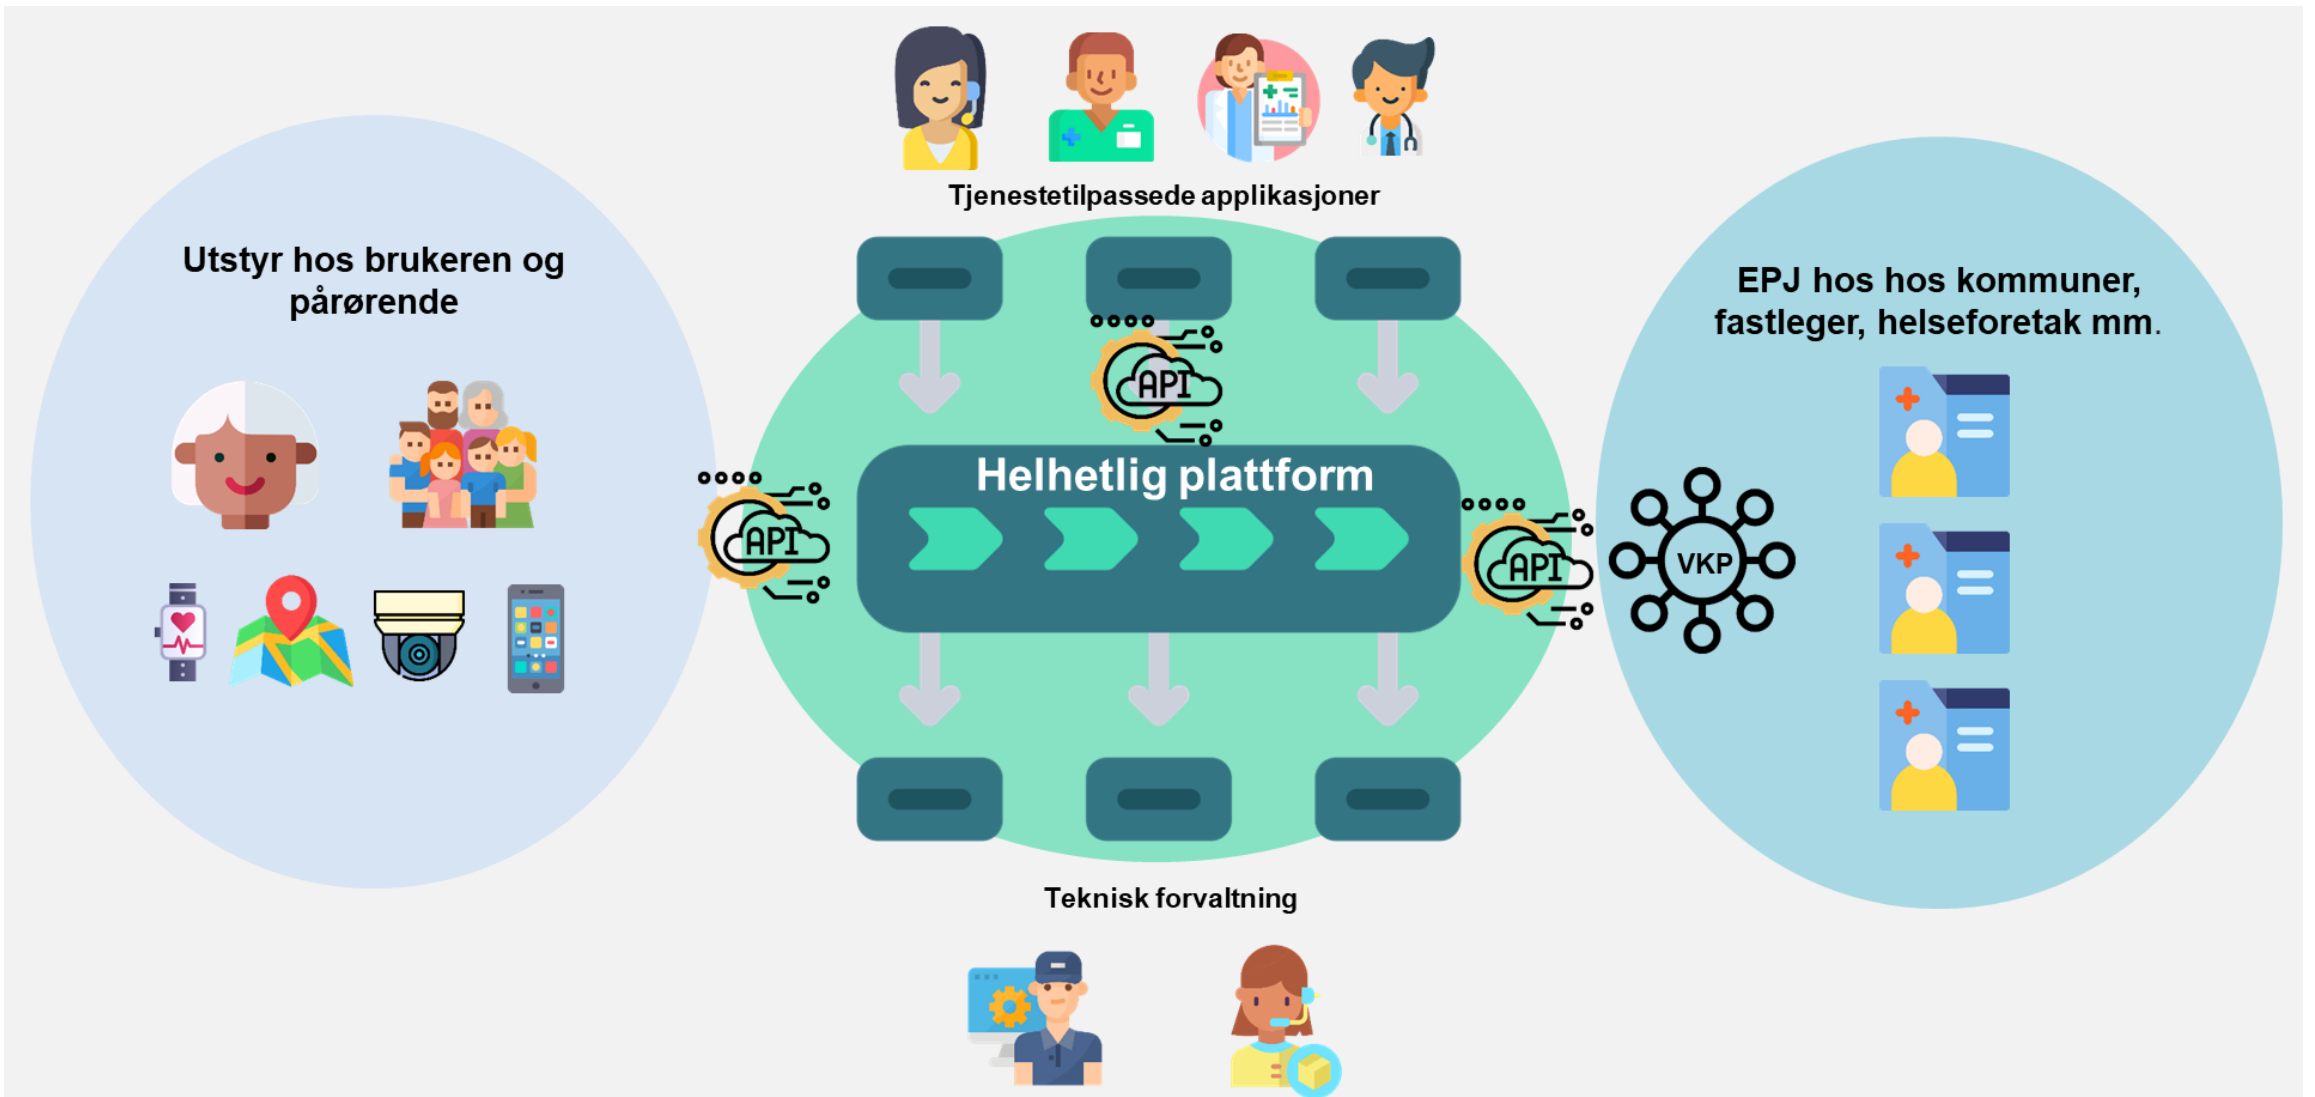 Tjenestetilpassede applikasjoner
Utstyr hos brukeren og
pårørende
API
Helhetlig plattform
API
API
EPJ hos hos kommuner,
fastleger, helseforetak mm.
VKP
Teknisk forvaltning